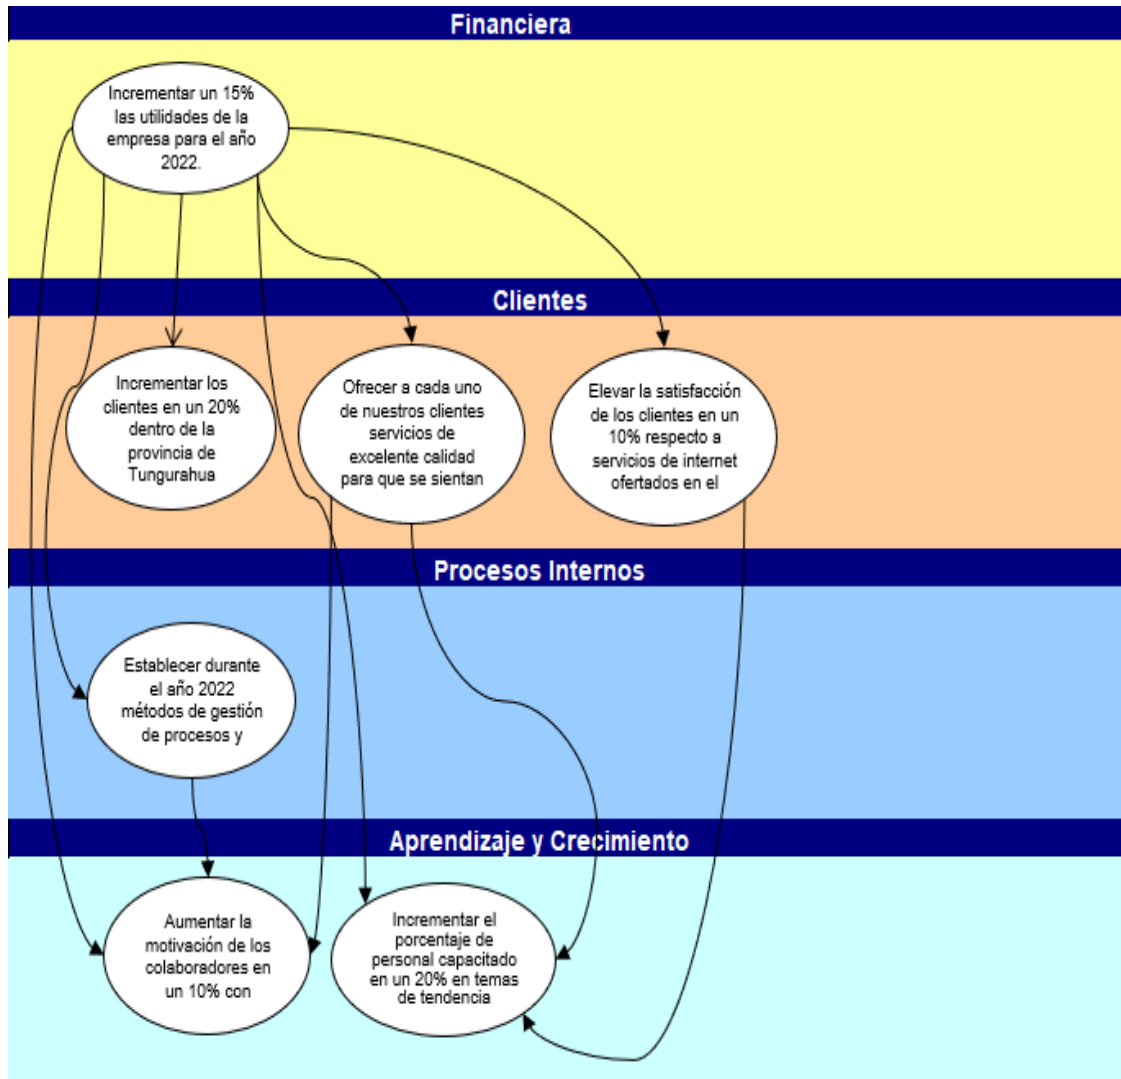 Financiera
Incrementar un 15%
las utilidades de la
empresa para el año
2022.
Clientes
Incrementar los
clientes en un 20%
dentro de la
provincia de
Tungurahua
Ofrecer a cada uno
de nuestros clientes
servicios de
excelente calidad
para que se sientan
Elevar la satisfacción
de los clientes en un
10% respecto a
servicios de internet
ofertados en el
Procesos Internos
Establecer durante
el año 2022
métodos de gestión
de procesos y
Aprendizaje y Crecimiento
Aumentar la
motivación de los
colaboradores en
un 10% con
Incrementar el
porcentaje de
personal capacitado
en un 20% en temas
de tendencia